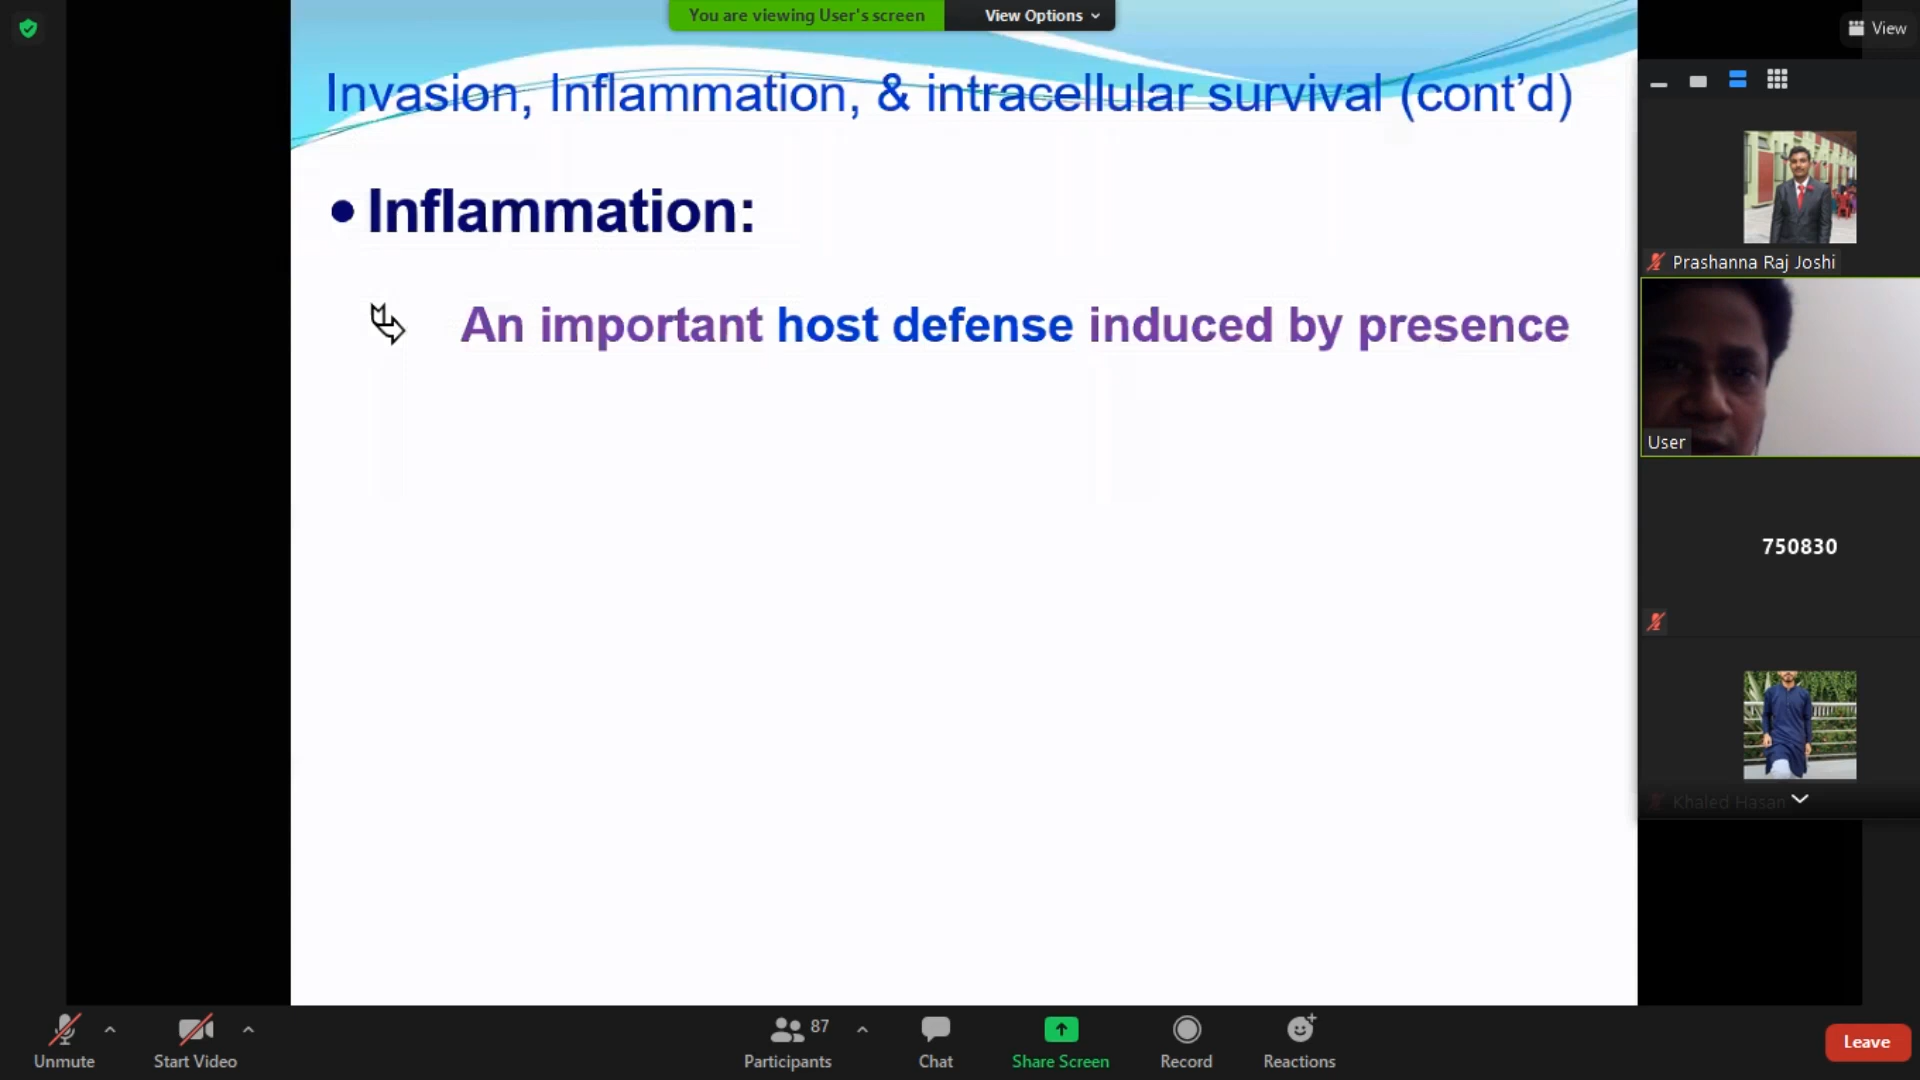 You are viewing User's screen
View Options
View
Invasion, Inflammation, & intracellular survival (cont’d)
• Inflammation:
An important host defense induced by presence
Prashanna Raj Joshi
User
750830
Khaled Hasan
Unmute
Start Video
87
Participants
Chat
Share Screen
Record
Reactions
Leave